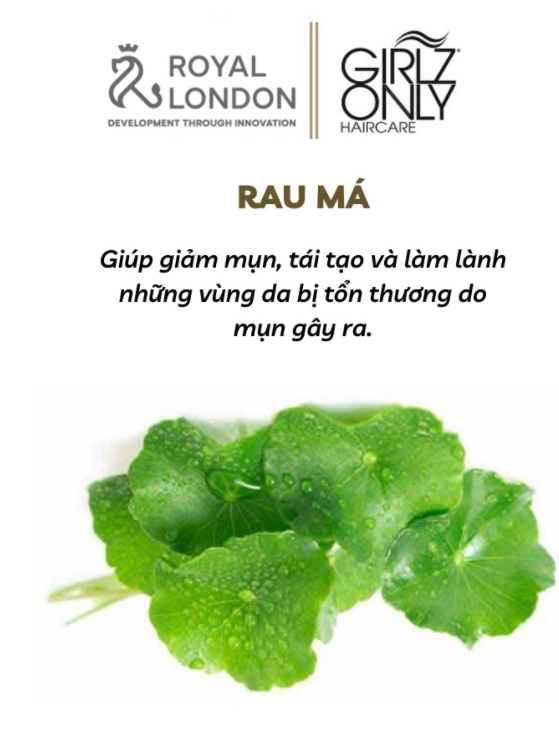 ROYAL
LONDON
DEVELOPMENT THROUGH INNOVATION
GIRLZ
ONLY
HAIRCARE
RAU MÁ
Giúp giảm mụn, tái tạo và làm lành
những vùng da bị tổn thương do
mụn gây ra.